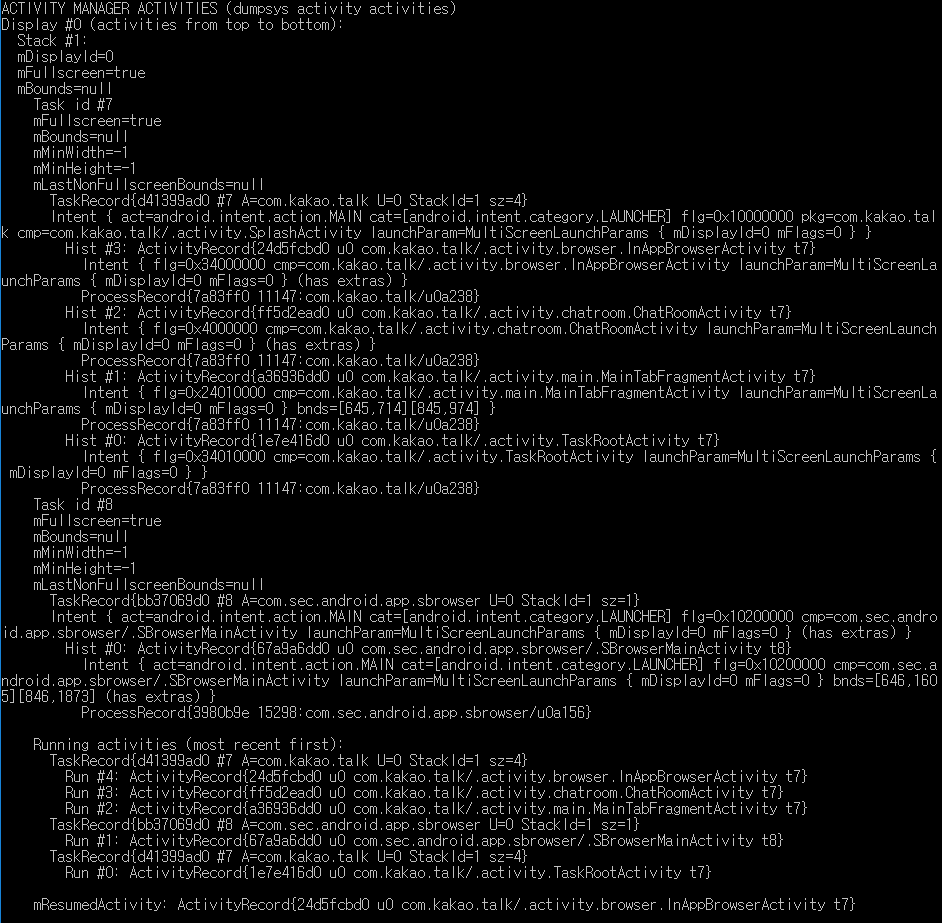 ACTIVITY MANAGER ACTIVITIES (dumpsys activity activities)
Display #0 (activities from top to bottom):
  Stack #1:
  mDisplayId=0
  mFullscreen=true
  mBounds=null
    Task id #7
    mFullscreen=true
    mBounds=null
    mMinWidth=-1
    mMinHeight=-1
    mLastNonFullscreenBounds=null
      TaskRecord{d41399ad0 #7 A=com.kakao.talk U=0 StackId=1 sz=4}
      Intent { act=android.intent.action.MAIN cat=[android.intent.category.LAUNCHER] flg=0x10000000 pkg=com.kakao.tal
k cmp=com.kakao.talk/.activity.SplashActivity launchParam=MultiScreenLaunchParams { mDisplayId=0 mFlags=0 } }
        Hist #3: ActivityRecord{24d5fcbd0 u0 com.kakao.talk/.activity.browser.InAppBrowserActivity t7}
          Intent { flg=0x34000000 cmp=com.kakao.talk/.activity.browser.InAppBrowserActivity launchParam=MultiScreenLa
unchParams { mDisplayId=0 mFlags=0 } (has extras) }
          ProcessRecord{7a83ff0 11147:com.kakao.talk/u0a238}
        Hist #2: ActivityRecord{ff5d2ead0 u0 com.kakao.talk/.activity.chatroom.ChatRoomActivity t7}
          Intent { flg=0x4000000 cmp=com.kakao.talk/.activity.chatroom.ChatRoomActivity launchParam=MultiScreenLaunch
Params { mDisplayId=0 mFlags=0 } (has extras) }
          ProcessRecord{7a83ff0 11147:com.kakao.talk/u0a238}
        Hist #1: ActivityRecord{a36936dd0 u0 com.kakao.talk/.activity.main.MainTabFragmentActivity t7}
          Intent { flg=0x24010000 cmp=com.kakao.talk/.activity.main.MainTabFragmentActivity launchParam=MultiScreenLa
unchParams { mDisplayId=0 mFlags=0 } bnds=[645,714][845,974] }
          ProcessRecord{7a83ff0 11147:com.kakao.talk/u0a238}
        Hist #0: ActivityRecord{1e7e416d0 u0 com.kakao.talk/.activity.TaskRootActivity t7}
          Intent { flg=0x34010000 cmp=com.kakao.talk/.activity.TaskRootActivity launchParam=MultiScreenLaunchParams {
 mDisplayId=0 mFlags=0 } }
          ProcessRecord{7a83ff0 11147:com.kakao.talk/u0a238}
    Task id #8
    mFullscreen=true
    mBounds=null
    mMinWidth=-1
    mMinHeight=-1
    mLastNonFullscreenBounds=null
      TaskRecord{bb37069d0 #8 A=com.sec.android.app.sbrowser U=0 StackId=1 sz=1}
      Intent { act=android.intent.action.MAIN cat=[android.intent.category.LAUNCHER] flg=0x10200000 cmp=com.sec.andro
id.app.sbrowser/.SBrowserMainActivity launchParam=MultiScreenLaunchParams { mDisplayId=0 mFlags=0 } (has extras) }
        Hist #0: ActivityRecord{67a9a6dd0 u0 com.sec.android.app.sbrowser/.SBrowserMainActivity t8}
          Intent { act=android.intent.action.MAIN cat=[android.intent.category.LAUNCHER] flg=0x10200000 cmp=com.sec.a
ndroid.app.sbrowser/.SBrowserMainActivity launchParam=MultiScreenLaunchParams { mDisplayId=0 mFlags=0 } bnds=[646,160
5][846,1873] (has extras) }
          ProcessRecord{3980b9e 15298:com.sec.android.app.sbrowser/u0a156}
    Running activities (most recent first):
      TaskRecord{d41399ad0 #7 A=com.kakao.talk U=0 StackId=1 sz=4}
        Run #4: ActivityRecord{24d5fcbd0 u0 com.kakao.talk/.activity.browser.InAppBrowserActivity t7}
        Run #3: ActivityRecord{ff5d2ead0 u0 com.kakao.talk/.activity.chatroom.ChatRoomActivity t7}
        Run #2: ActivityRecord{a36936dd0 u0 com.kakao.talk/.activity.main.MainTabFragmentActivity t7}
      TaskRecord{bb37069d0 #8 A=com.sec.android.app.sbrowser U=0 StackId=1 sz=1}
        Run #1: ActivityRecord{67a9a6dd0 u0 com.sec.android.app.sbrowser/.SBrowserMainActivity t8}
      TaskRecord{d41399ad0 #7 A=com.kakao.talk U=0 StackId=1 sz=4}
        Run #0: ActivityRecord{1e7e416d0 u0 com.kakao.talk/.activity.TaskRootActivity t7}
    mResumedActivity: ActivityRecord{24d5fcbd0 u0 com.kakao.talk/.activity.browser.InAppBrowserActivity t7}